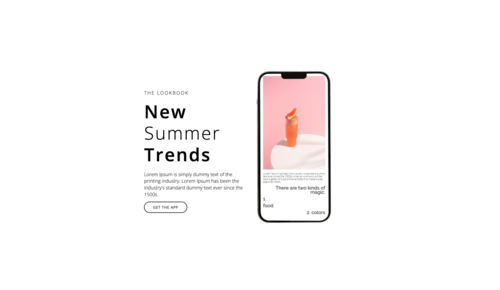 THE LOOKBOOK
New
Summer
Trends
Lorem Ipsum is simply dummy text of the
printing industry. Lorem Ipsum has been the
industry's standard dummy text ever since the
1500s.
GET THE APP
There are two kinds of
magic:
1.
food
2. colors